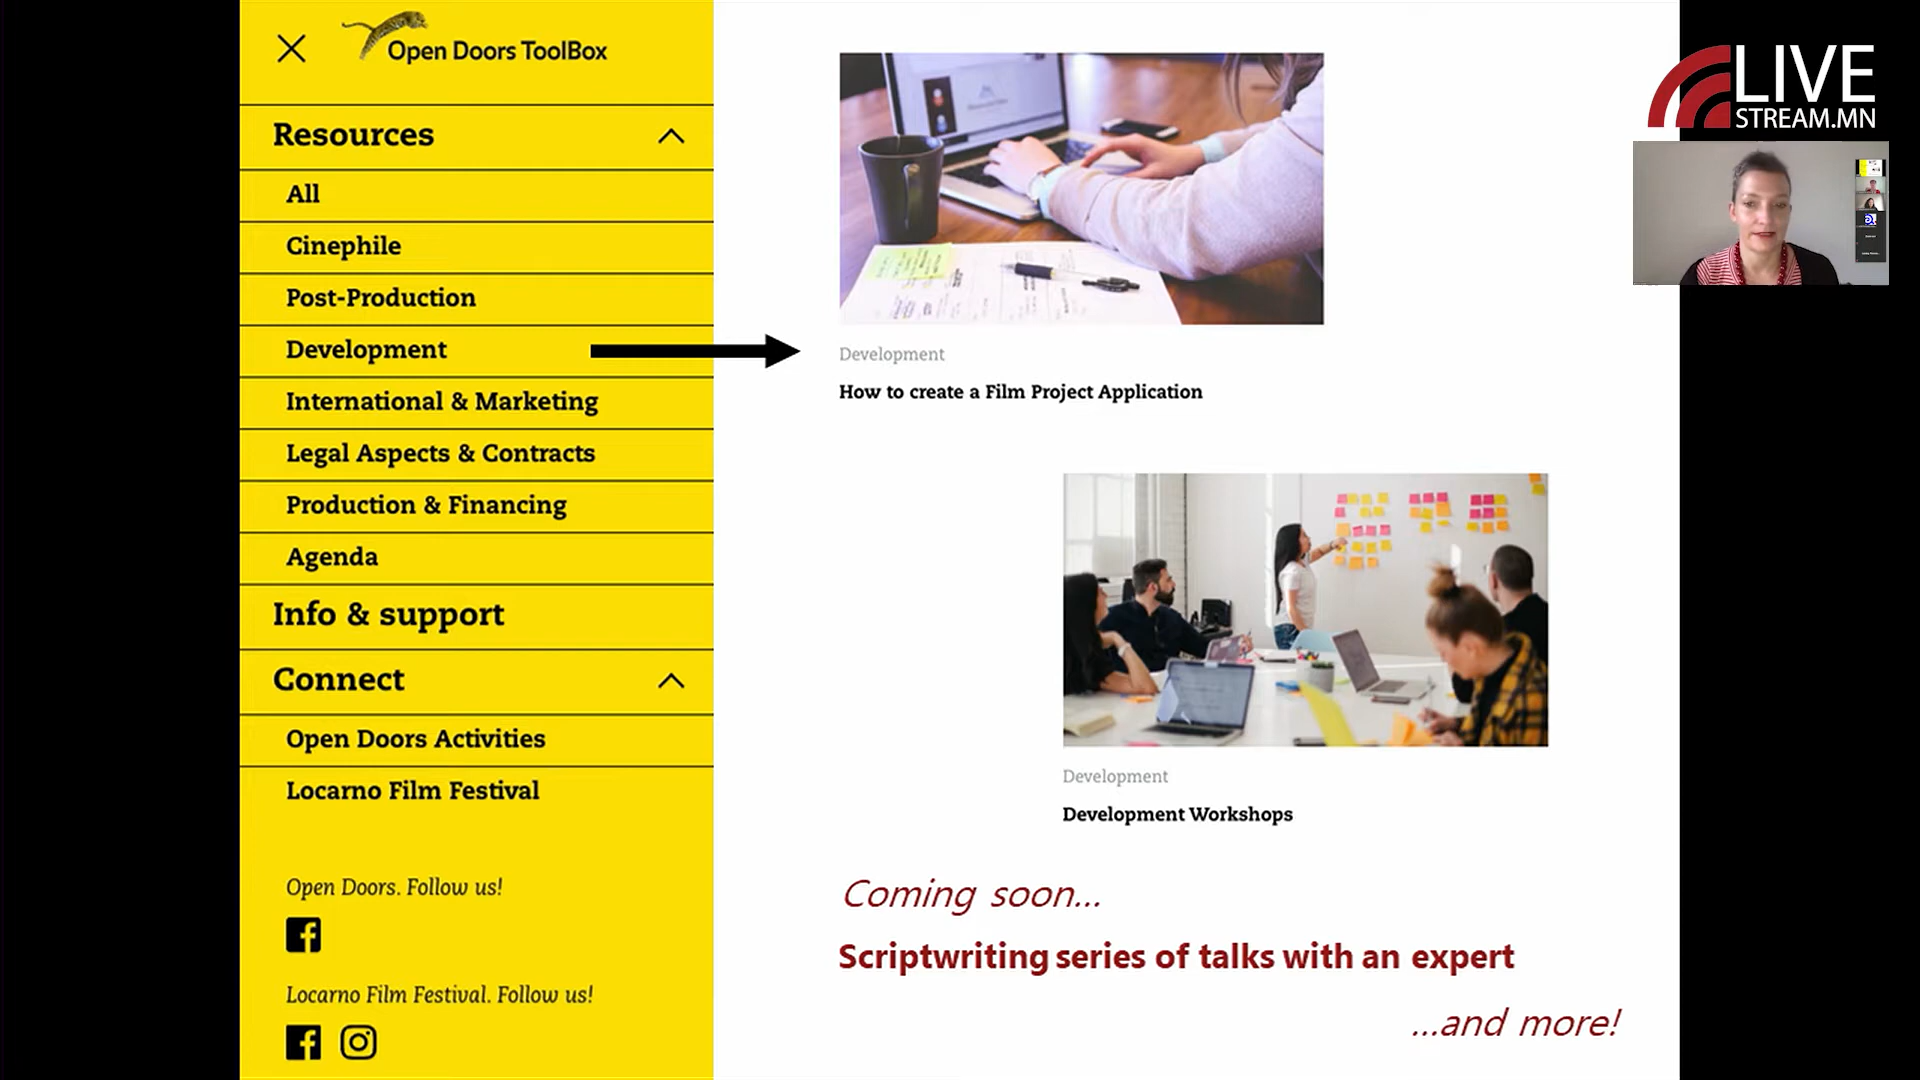 Open Doors ToolBox
Resources
All
Cinephile
Post-Production
Development
International & Marketing
Legal Aspects & Contracts
Production & Financing
Agenda
Info & support
Connect
Open Doors Activities
Locarno Film Festival
Open Doors. Follow us!
Locarno Film Festival. Follow us!
Development
How to create a Film Project Application
Development
Development Workshops
Coming soon...
Scriptwriting series of talks with an expert
...and more!
LIVE
STREAM.MN